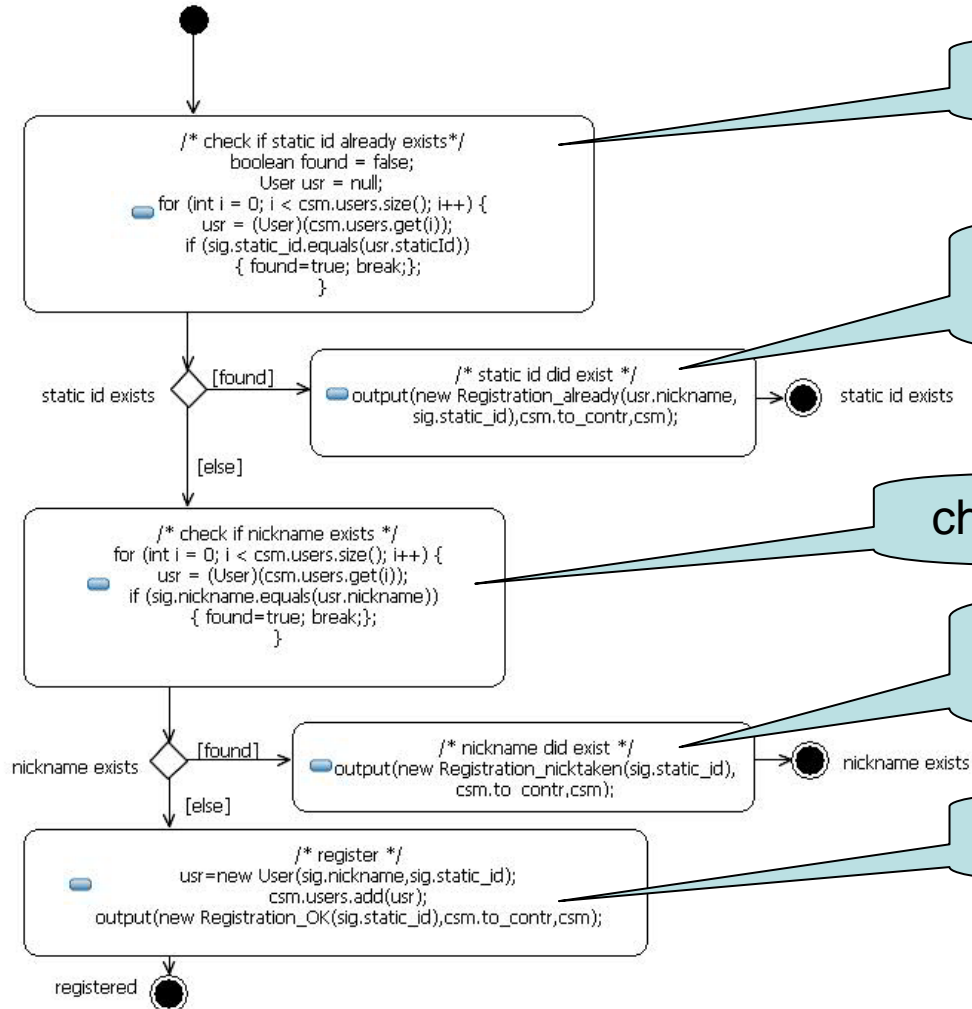 /* check if static id already exists*/
boolean found = false;
User usr = null;
for (int i = 0; i < csm.users.size(); i++) {
usr = (User)(csm.users.get(i));
if (sig.static_id.equals(usr.staticId))
{ found=true; break;};
}
static id exists
[found]
/* static id did exist */
output(new Registration_already(usr.nickname,
sig.static_id),csm.to_contr,csm);
static id exists
[else]
/* check if nickname exists */
for (int i = 0; i < csm.users.size(); i++) {
usr = (User)(csm.users.get(i));
if (sig.nickname.equals(usr.nickname))
{ found=true; break;};
}
ch
nickname exists
[found]
/* nickname did exist */
output(new Registration_nicktaken(sig.static_id),
csm.to_contr,csm);
nickname exists
[else]
/* register */
usr=new User(sig.nickname,sig.static_id);
csm.users.add(usr);
output(new Registration_OK(sig.static_id),csm.to_contr,csm);
registered